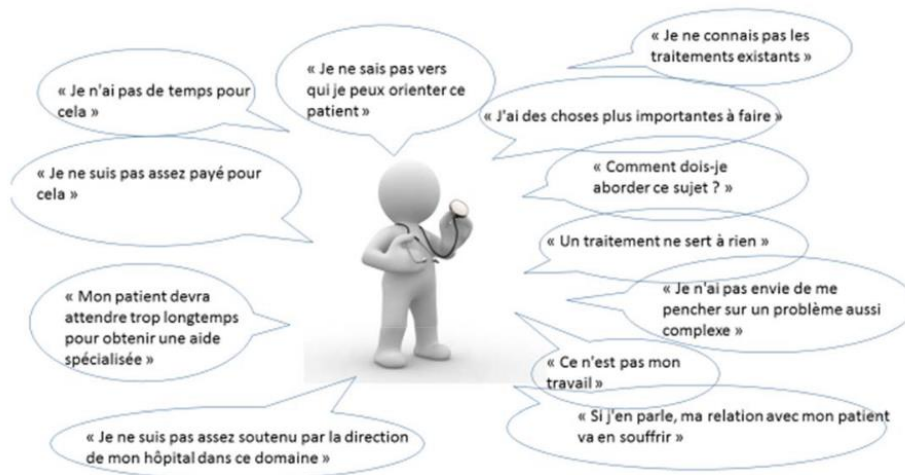 « Je ne connais pas les
traitements existants »
« Je ne sais pas vers
qui je peux orienter ce
patient »
« Je n'ai pas de temps pour
cela »
« J'ai des choses plus importantes à faire »
« Je ne suis pas assez payé pour
cela »
« Comment dois-je
aborder ce sujet ? »
« Un traitement ne sert à rien »
« Mon patient devra
attendre trop longtemps
pour obtenir une aide
spécialisée »
« Je n'ai pas envie de me
pencher sur un problème aussi
complexe »
« Ce n'est pas mon
travail »
« Si j'en parle, ma relation avec mon patient
va en souffrir »
« Je ne suis pas assez soutenu par la direction
de mon hôpital dans ce domaine »